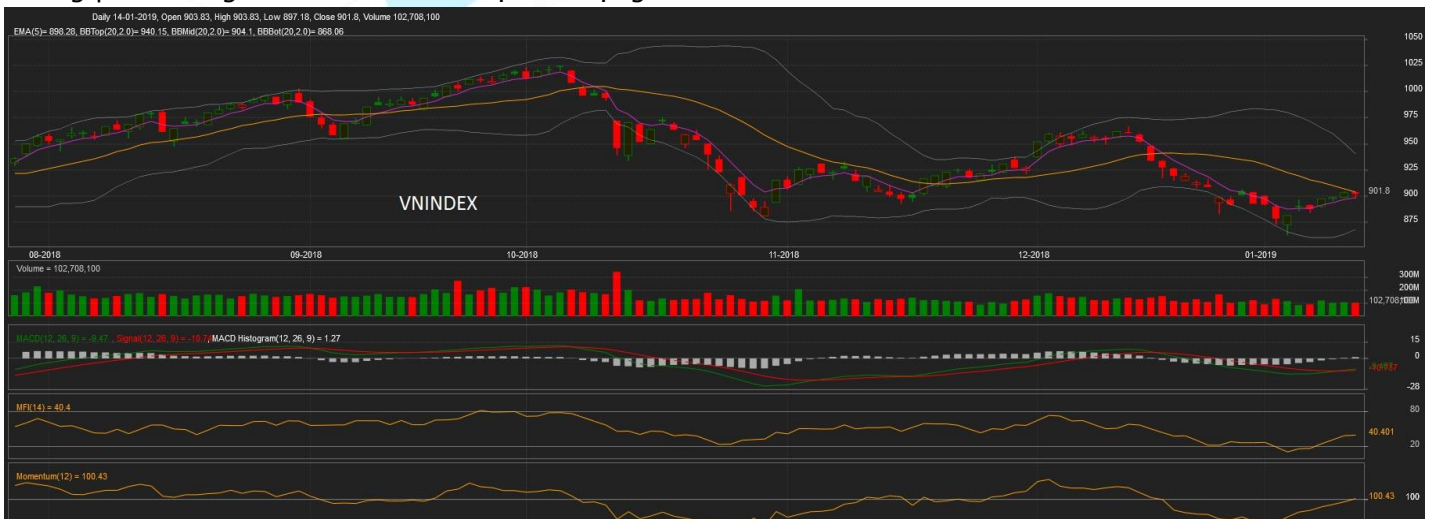 Daily 14-01-2019, Open 903.83, High 903.83, Low 897.18, Close 901.8, Volume 102,708,100
EMA(5)= 898.28, BBTop(20,2.0)= 940.15, BBMid(20,2.0)= 904.1, BBBot(20,2.0)= 868.06
1050
1025
1000
975
950
925
901.8
900
875
VNINDEX
08-2018 09-2018 10-2018 11-2018 12-2018 01-2019
Volume = 102,708,100
300M
200M
MACD(12, 26, 9) = -9.47 , Signal(12, 26, 9) = MACD Histogram(12, 26, 9) = 1.27
15
0
-28
MFI(14) = 40.4
80
40.401
20
Momentum(12) = 100.43
100.43 100